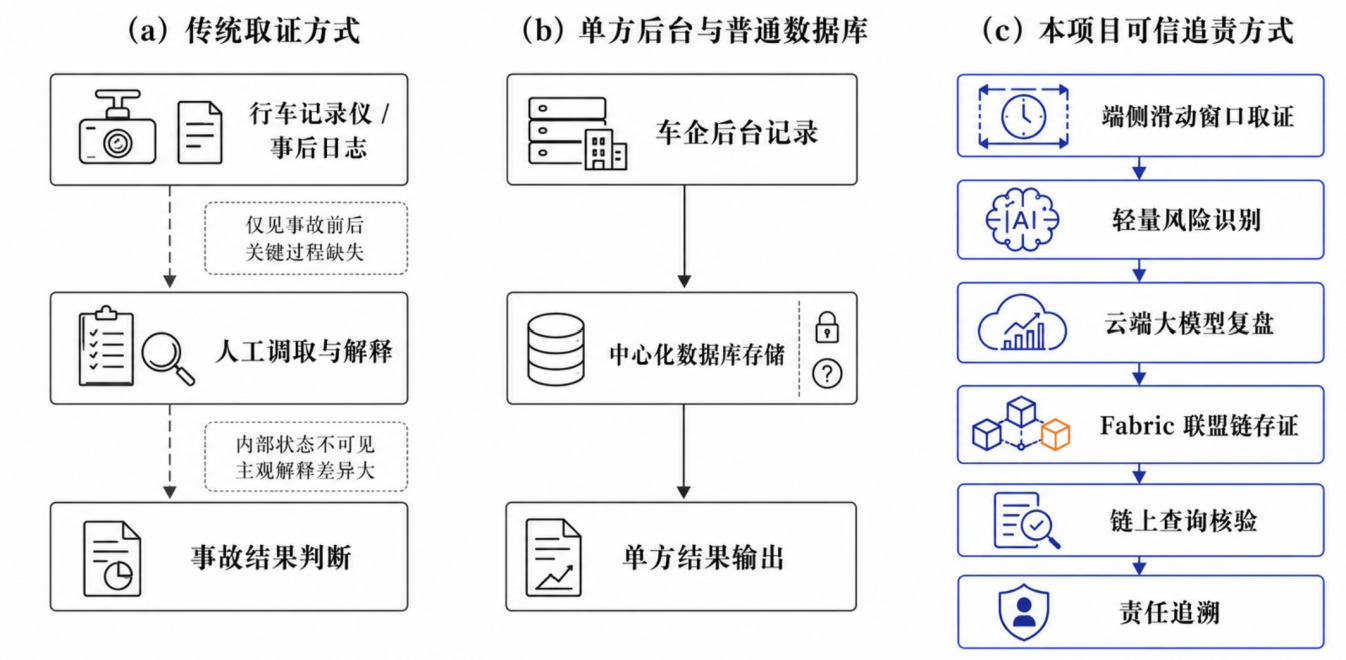 (a) 传统取证方式
行车记录仪 /
事后日志
仅见事故前后
关键过程缺失
人工调取与解释
内部状态不可见
主观解释差异大
事故结果判断
(b) 单方后台与普通数据库
车企后台记录
中心化数据库存储
?
单方结果输出
(c) 本项目可信追责方式
端侧滑动窗口取证
AI
轻量风险识别
云端大模型复盘
Fabric 联盟链存证
链上查询核验
责任追溯